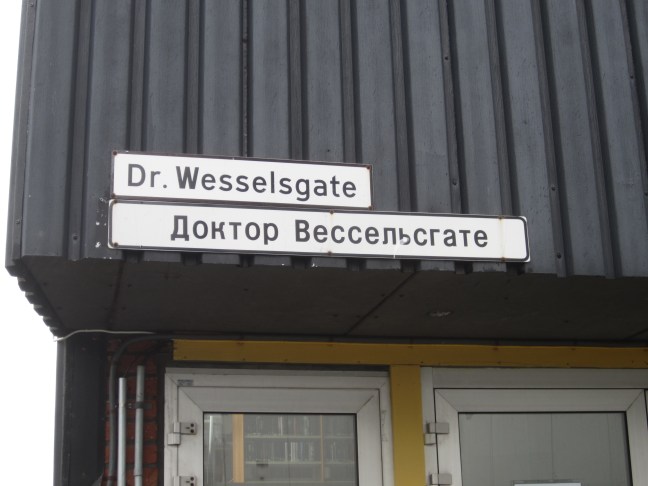 Dr. Wesselsgate
Доктор Вессельсгате